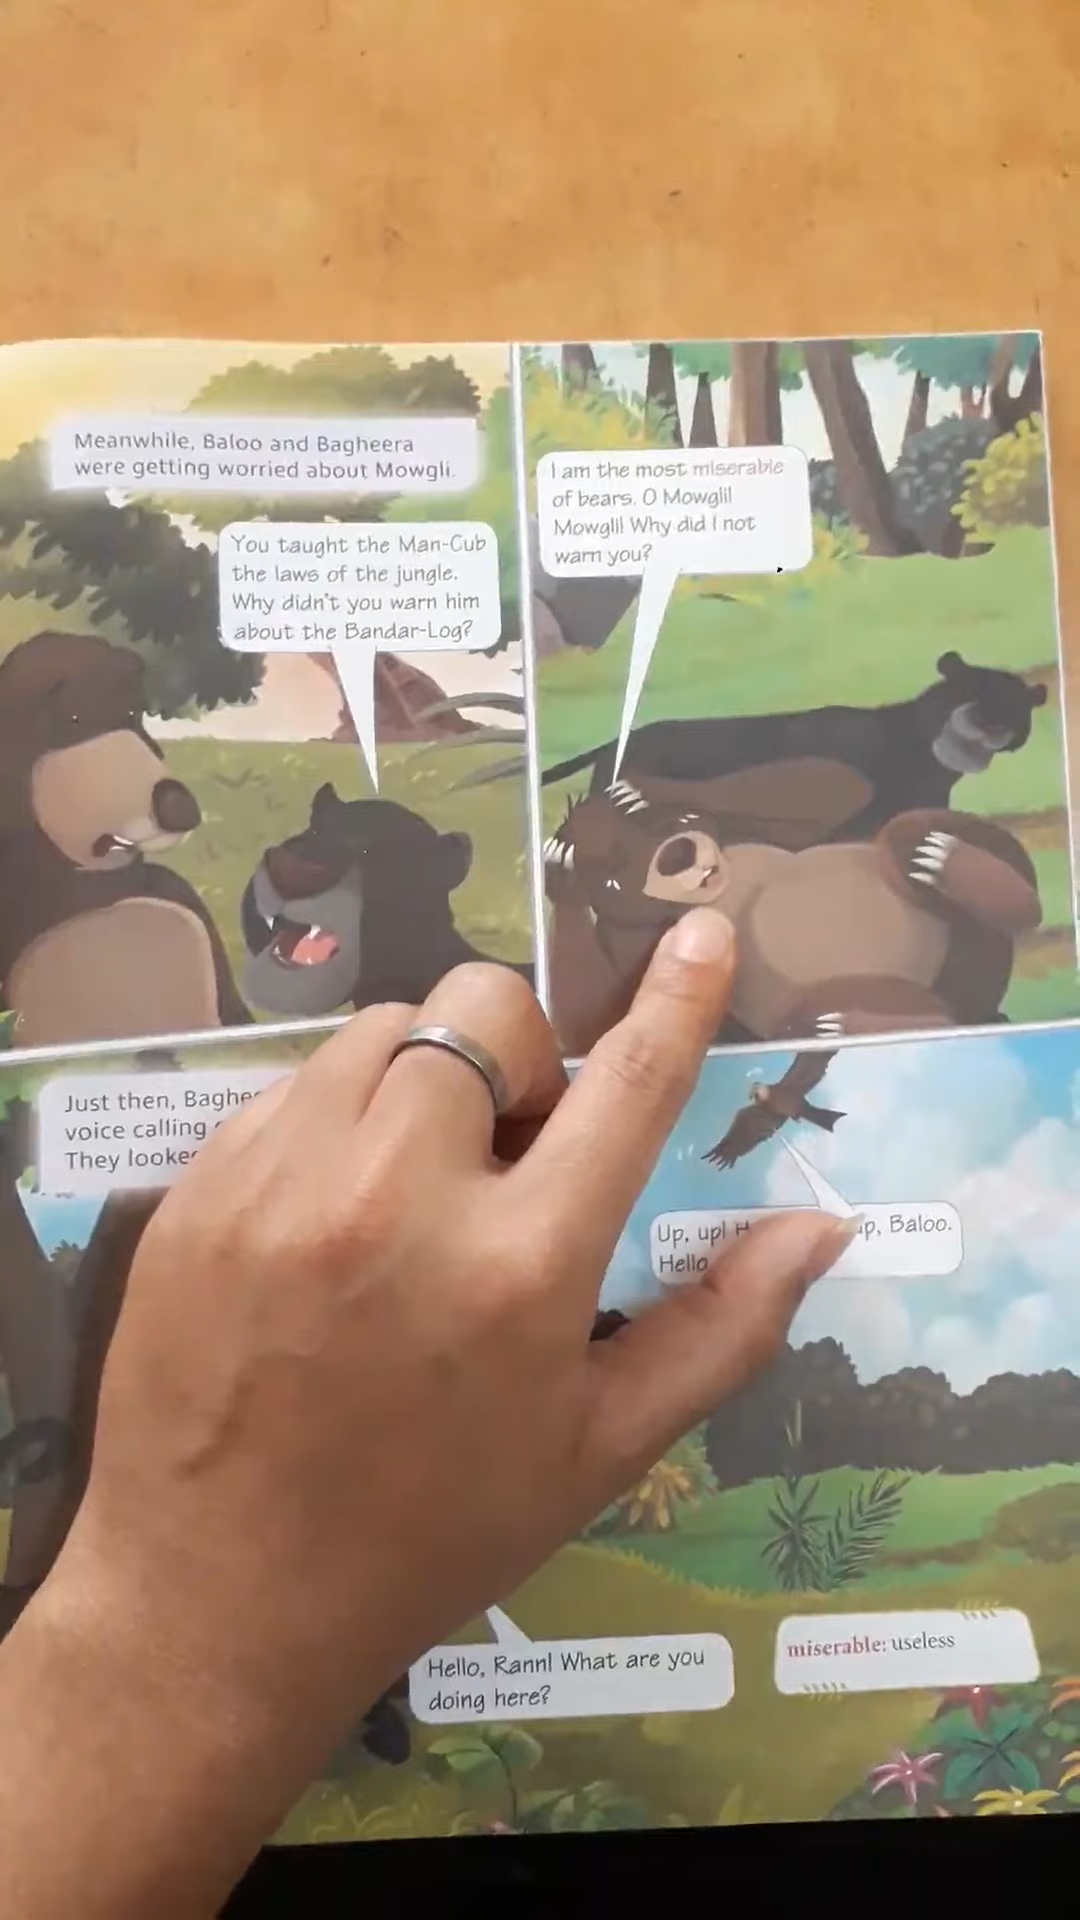 Meanwhile, Baloo and Bagheera
were getting worried about Mowgli.
You taught the Man-Cub
the laws of the jungle.
Why didn't you warn him
about the Bandar-Log?
I am the most miserable
of bears. O Mowgli!
Mowgli! Why did I not
warn you?
Just then,
voice calling
They
Up, up! Baloo.
Hello
Hello, Rann! What are you
doing here?
miserable: useless